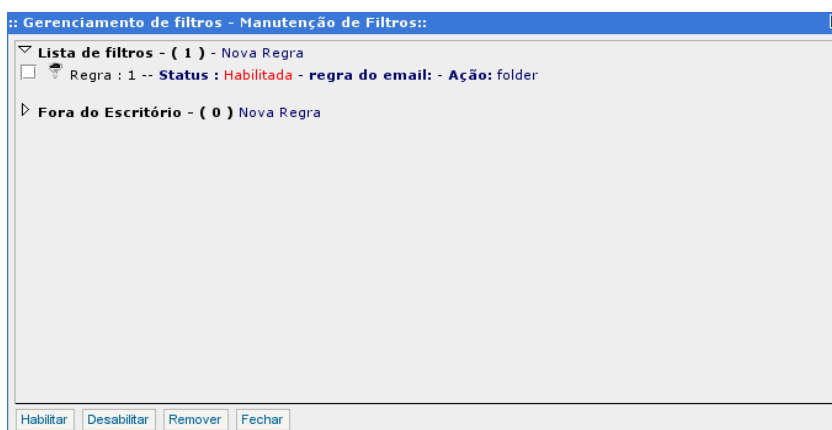 :: Gerenciamento de filtros - Manutenção de Filtros::
Lista de filtros - ( 1 ) - Nova Regra
Regra : 1 -- Status : Habilitada - regra do email: - Ação: folder
Fora do Escritório - ( 0 ) Nova Regra
Habilitar Desabilitar Remover Fechar